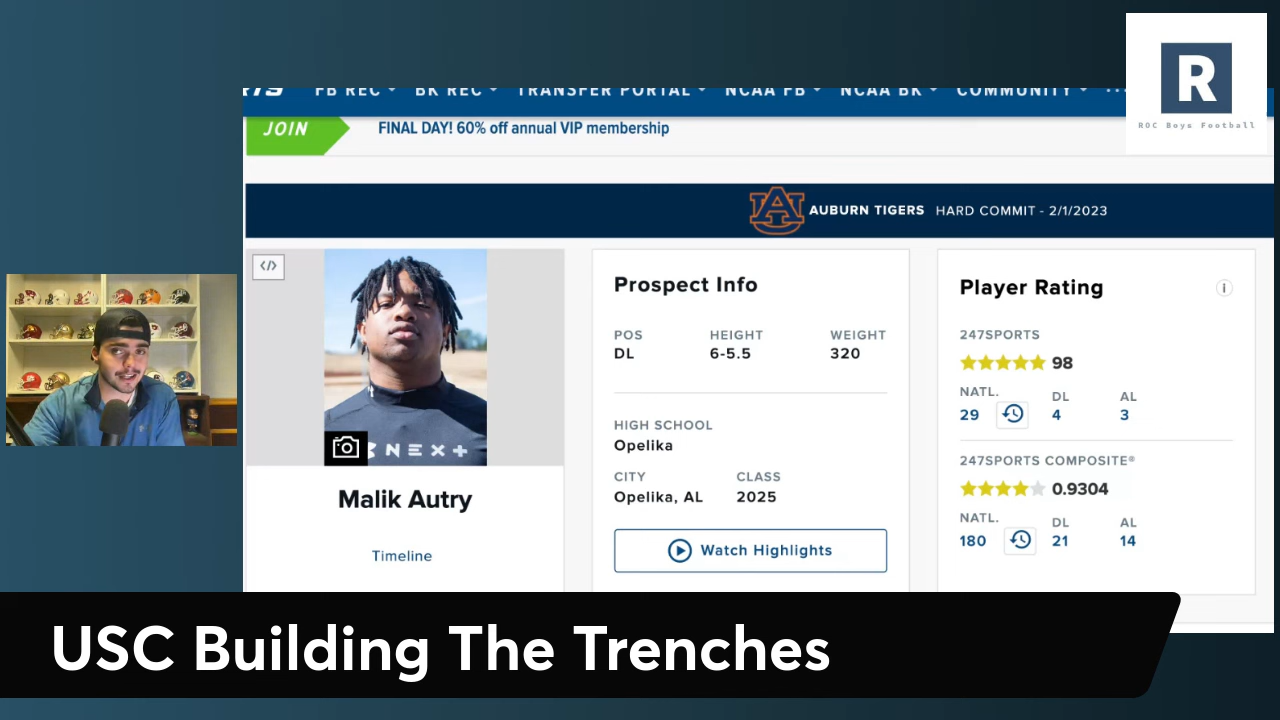 R
ROC Boys Football
FB REC BK REC TRANSFER PORTAL NCAA FB NCAA BK COMMUNITY
JOIN FINAL DAY! 60% off annual VIP membership
AUBURN TIGERS HARD COMMIT - 2/1/2023
</>
NEX+
Malik Autry
Timeline
Prospect Info
POS HEIGHT WEIGHT
DL 6-5.5 320
HIGH SCHOOL
Opelika
CITY CLASS
Opelika, AL 2025
Watch Highlights
Player Rating
i
247SPORTS
98
NATL. DL AL
29 4 3
247SPORTS COMPOSITE®
0.9304
NATL. DL AL
180 21 14
USC Building The Trenches